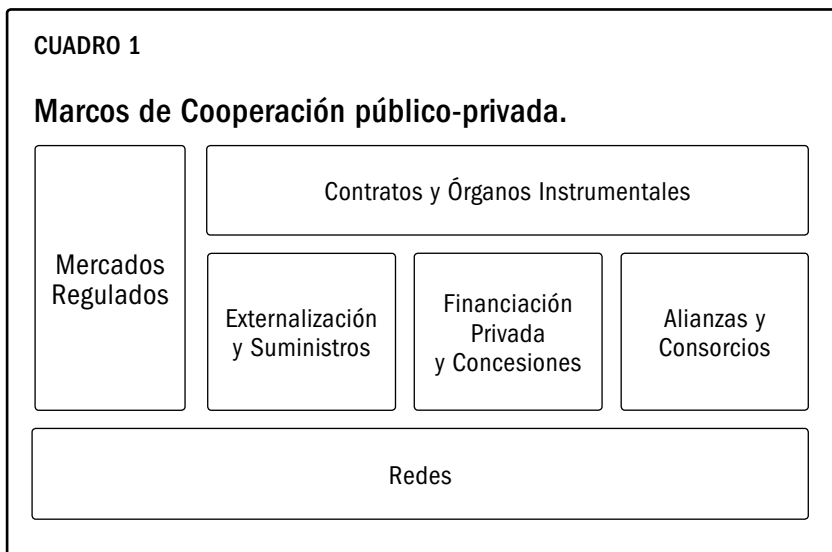 CUADRO 1
Marcos de Cooperación público-privada.
Mercados
Regulados
Contratos y Órganos Instrumentales
Externalización
y Suministros
Financiación
Privada
y Concesiones
Alianzas y
Consorcios
Redes